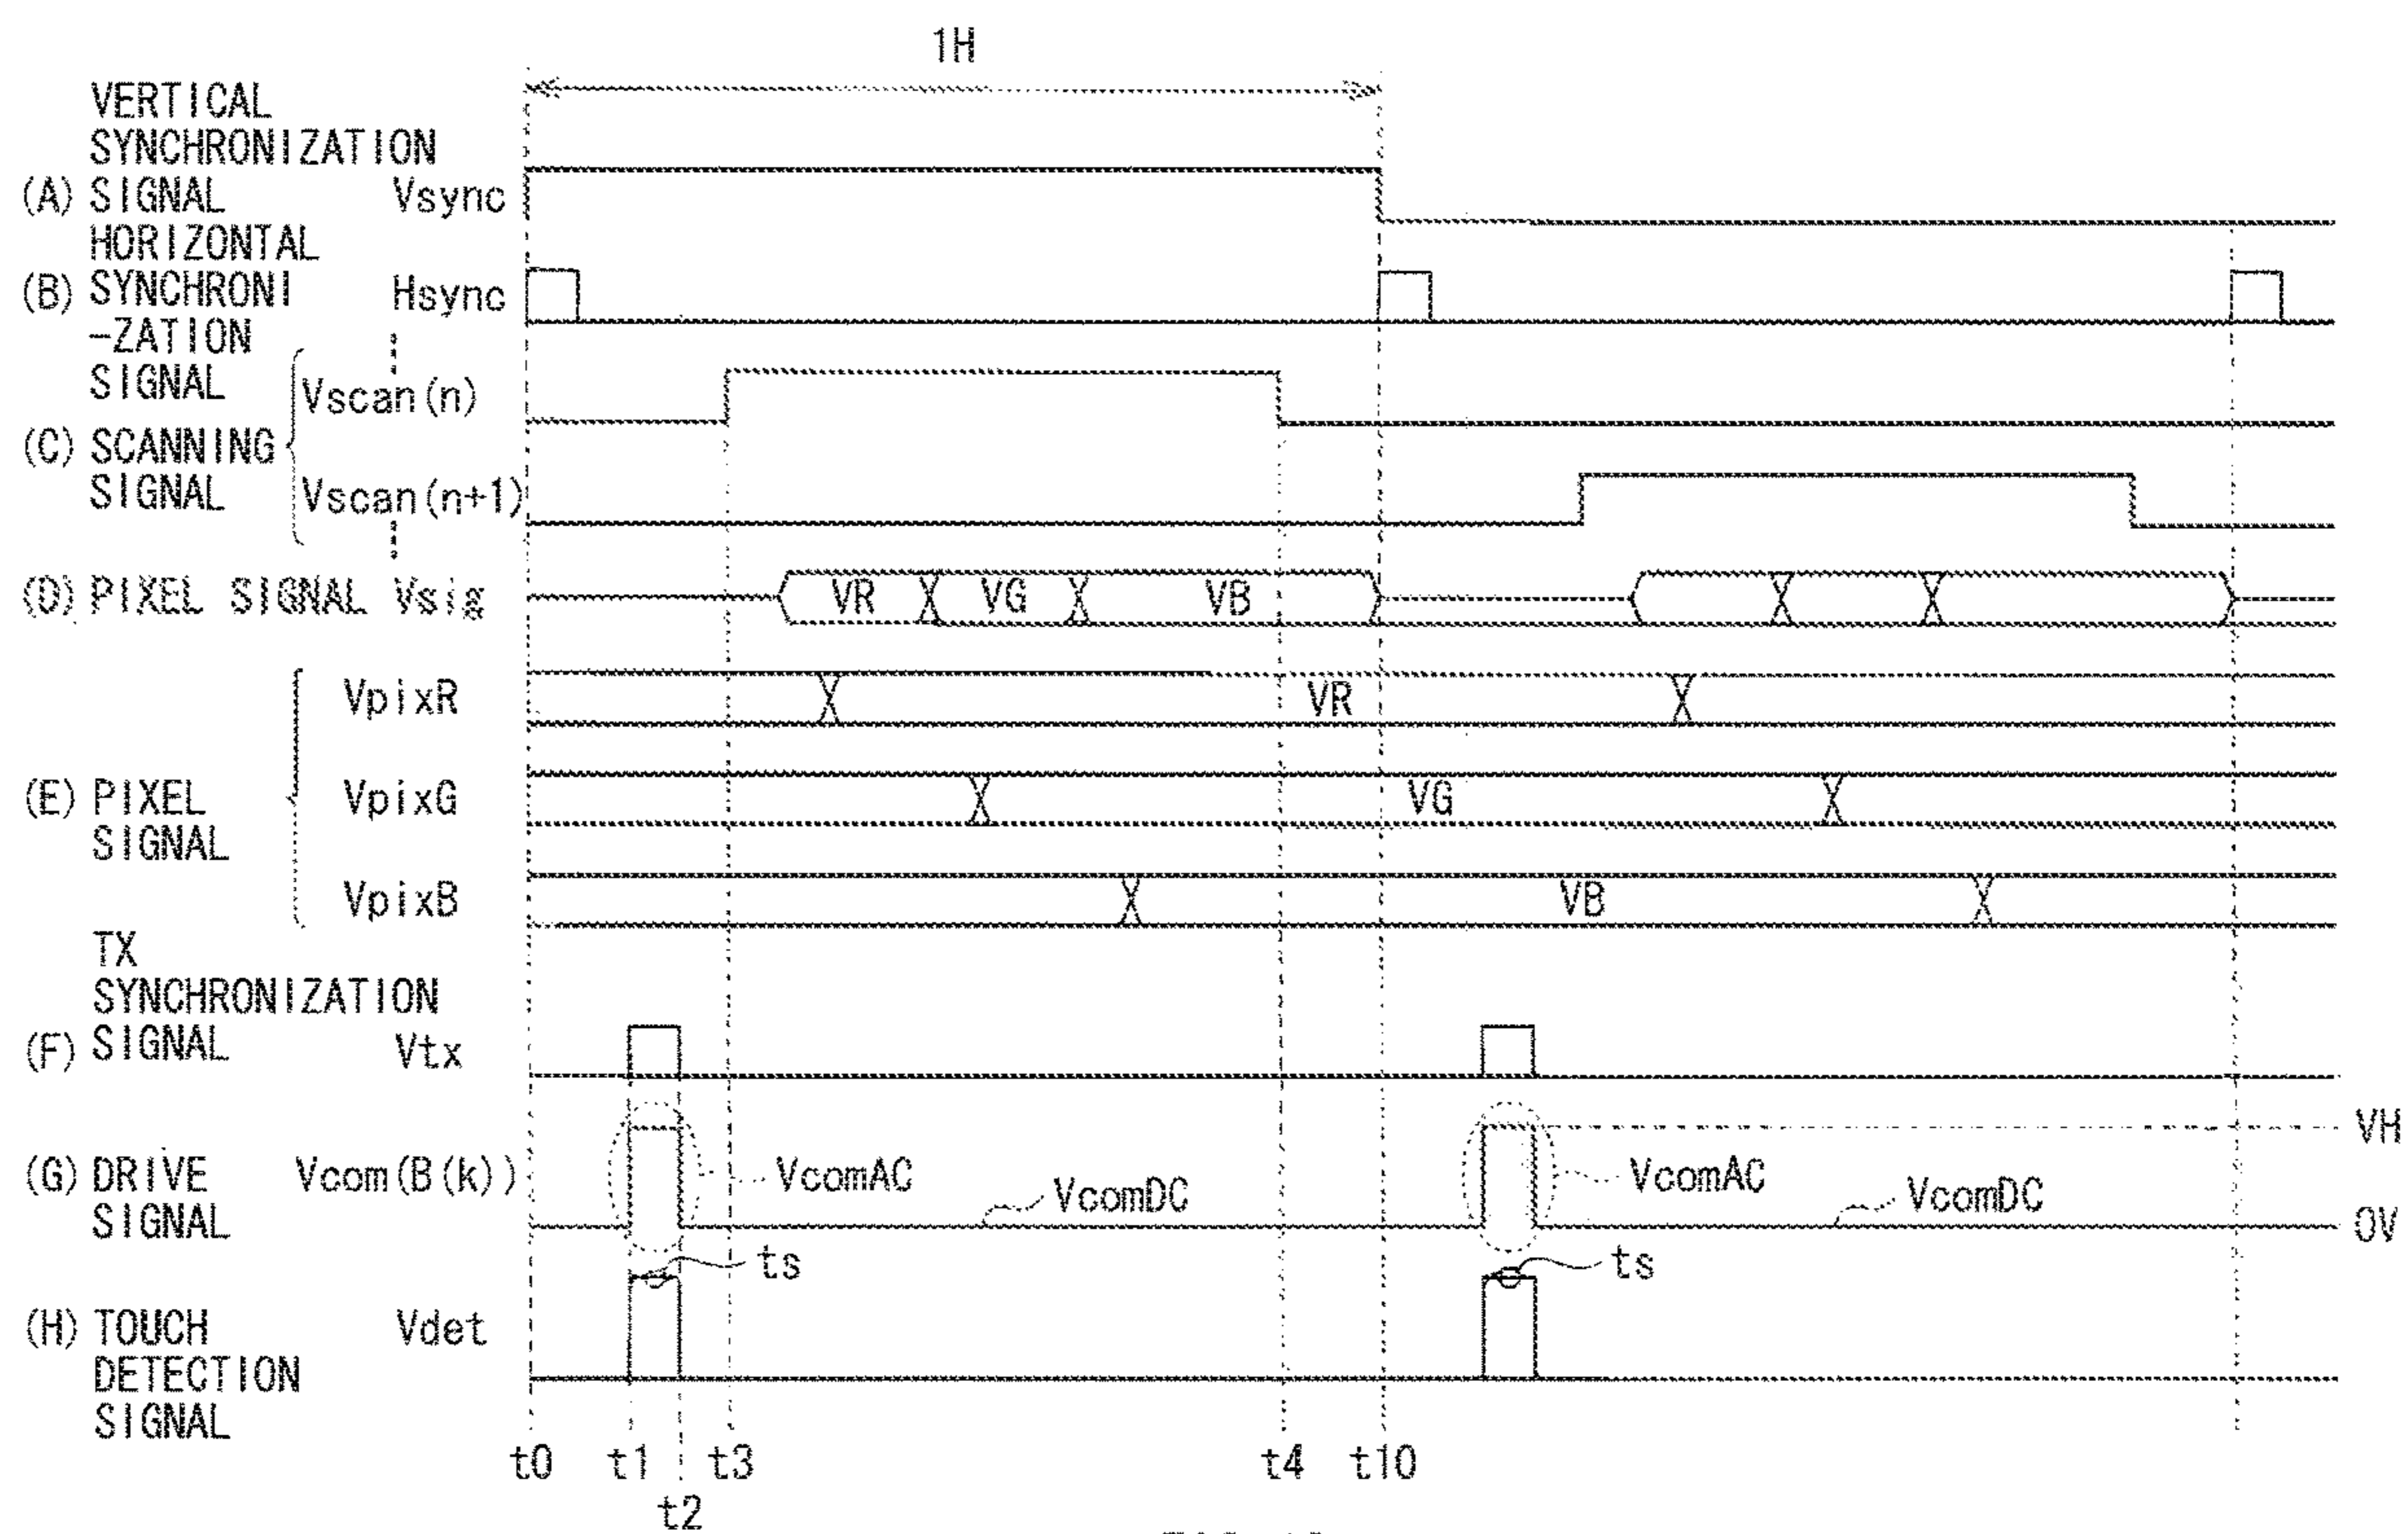 1H
VERTICAL
SYNCHRONIZATION
(A) SIGNAL Vsync
HORIZONTAL
(B) SYNCHRONI Hsync
-ZATION
SIGNAL
Vscan(n)
(C) SCANNING
SIGNAL
Vscan(n+1)
(D) PIXEL SIGNAL Vsig VR VG VB
VpixR VR
(E) PIXEL VpixG VG
SIGNAL
VpixB VB
TX
SYNCHRONIZATION
(F) SIGNAL Vtx
VH
(G) DRIVE Vcom(B(k)) VcomAC VcomDC VcomAC VcomDC
SIGNAL 0V
ts ts
(H) TOUCH Vdet
DETECTION
SIGNAL
t0 t1 t3 t4 t10
t2